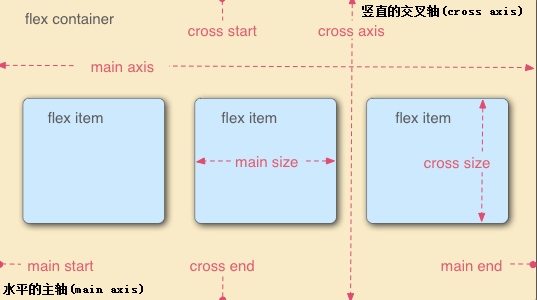 竖直的交叉轴(cross axis)
flex container
cross start
cross axis
main axis
flex item
flex item
flex item
main size
cross size
main start
cross end
main end
水平的主轴(main axis)